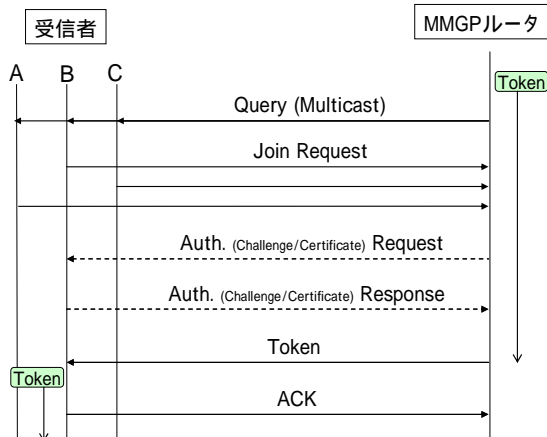 受信者
MMGPルータ
A B C
Token
Query (Multicast)
Join Request
Auth. (Challenge/Certificate) Request
Auth. (Challenge/Certificate) Response
Token
Token
ACK